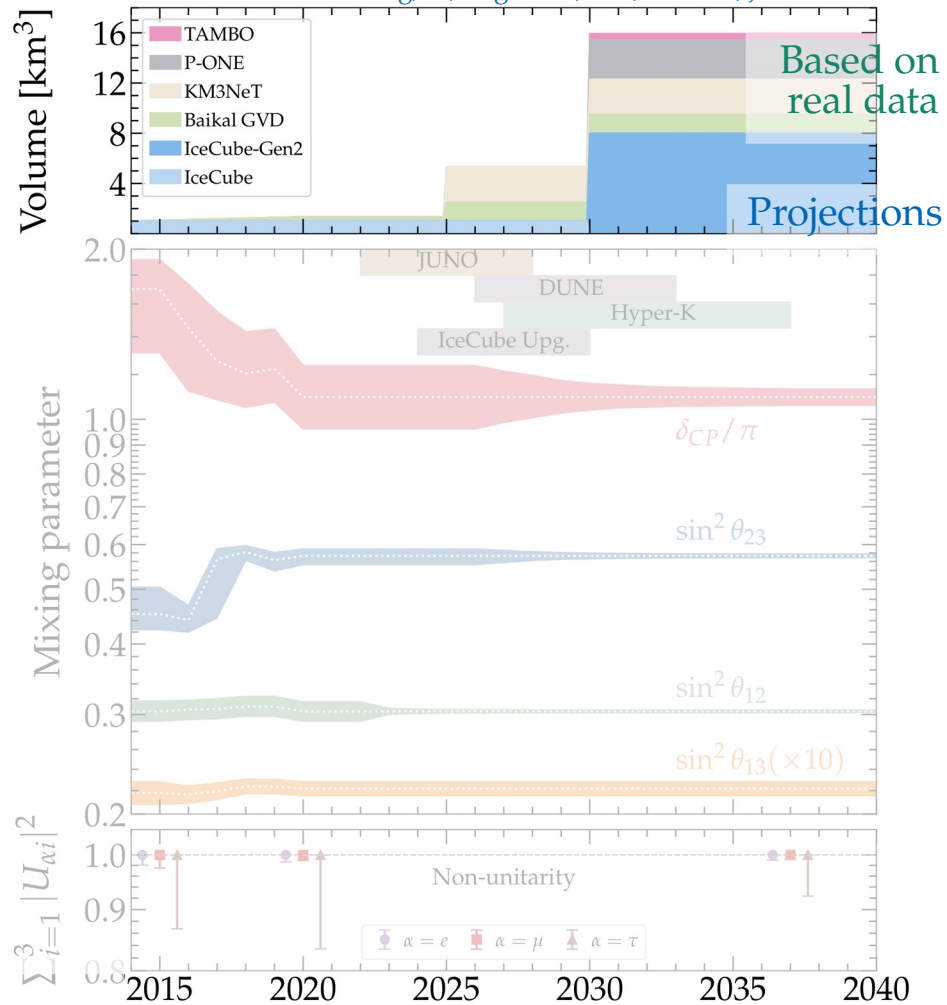 Volume [km³]
16
12
8
4
TAMBO
P-ONE
KM3NeT
Baikal GVD
IceCube-Gen2
IceCube
Based on
real data
Projections
Mixing parameter
2.0
1.0
0.9
0.8
0.7
0.6
0.5
0.4
0.3
0.2
JUNO
DUNE
Hyper-K
IceCube Upg.
δ_CP/π
sin² θ₂₃
sin² θ₁₂
sin² θ₁₃(×10)
∑³ᵢ₌₁ |U_αi|²
1.0
0.9
0.8
Non-unitarity
α = e α = μ α = τ
2015 2020 2025 2030 2035 2040